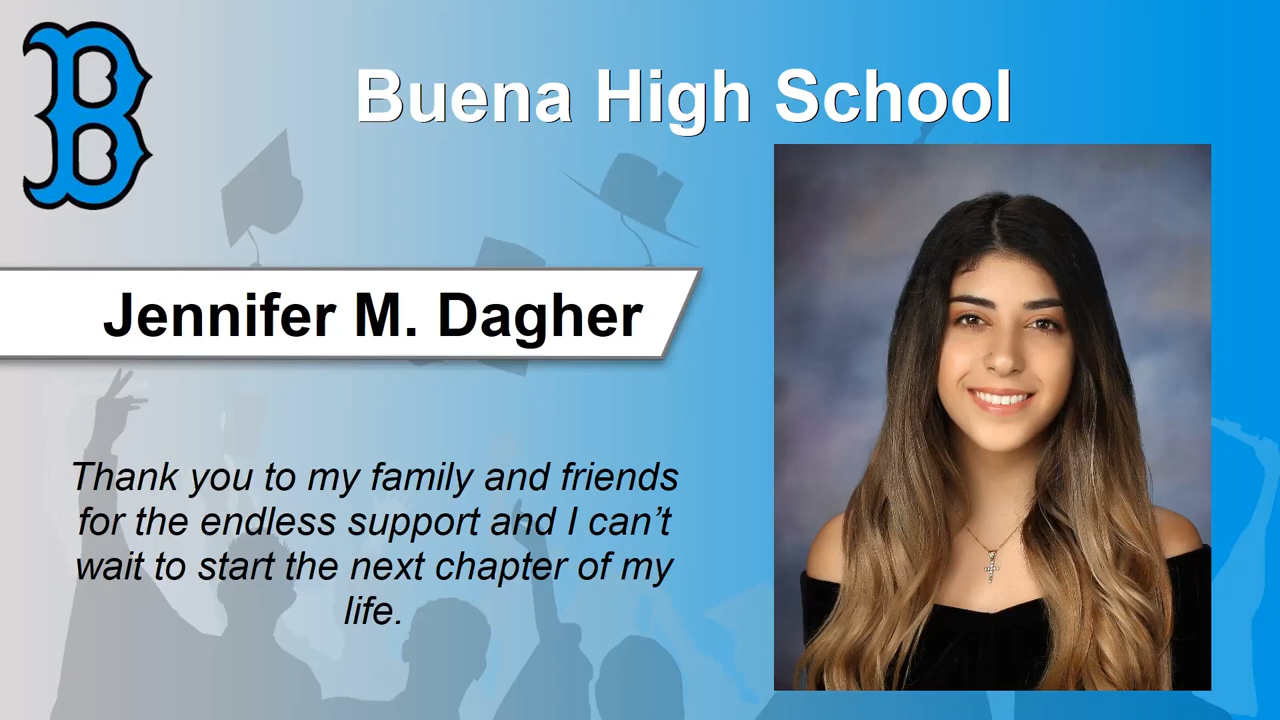 B
Buena High School
Jennifer M. Dagher
Thank you to my family and friends
for the endless support and I can’t
wait to start the next chapter of my
life.